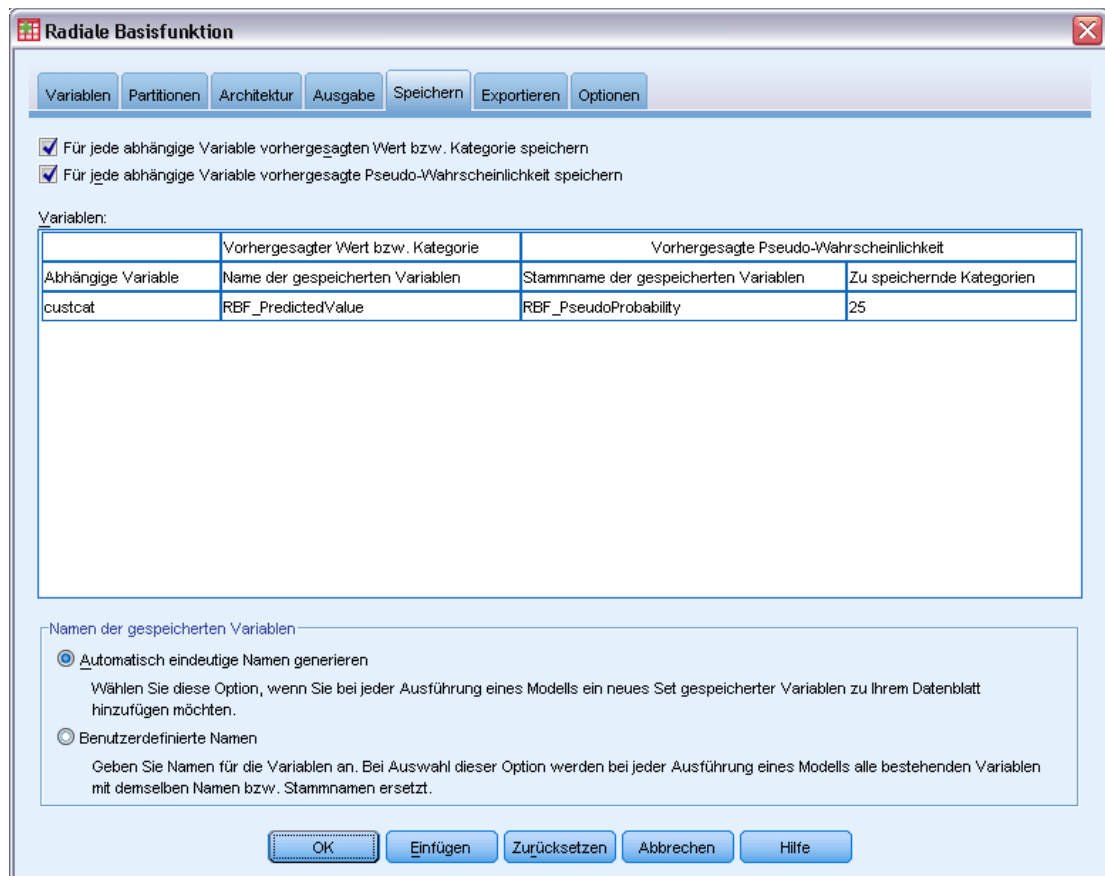 Radiale Basisfunktion
Variablen Partitionen Architektur Ausgabe Speichern Exportieren Optionen
Für jede abhängige Variable vorhergesagten Wert bzw. Kategorie speichern
Für jede abhängige Variable vorhergesagte Pseudo-Wahrscheinlichkeit speichern
Variablen:
Vorhergesagter Wert bzw. Kategorie Vorhergesagte Pseudo-Wahrscheinlichkeit
Abhängige Variable Name der gespeicherten Variablen Stammname der gespeicherten Variablen Zu speichernde Kategorien
custcat RBF_PredictedValue RBF_PseudoProbability 25
Namen der gespeicherten Variablen
Automatisch eindeutige Namen generieren
Wählen Sie diese Option, wenn Sie bei jeder Ausführung eines Modells ein neues Set gespeicherter Variablen zu Ihrem Datenblatt
hinzufügen möchten.
Benutzerdefinierte Namen
Geben Sie Namen für die Variablen an. Bei Auswahl dieser Option werden bei jeder Ausführung eines Modells alle bestehenden Variablen
mit demselben Namen bzw. Stammnamen ersetzt.
OK Einfügen Zurücksetzen Abbrechen Hilfe